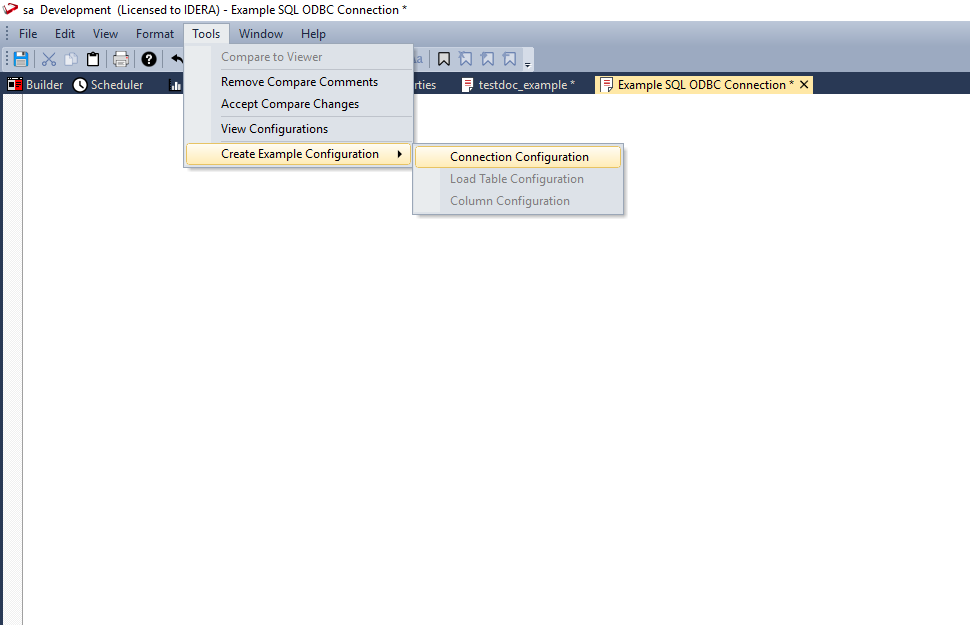 sa Development (Licensed to IDERA) - Example SQL ODBC Connection *
File Edit View Format Tools Window Help
Compare to Viewer
Remove Compare Comments
Accept Compare Changes
View Configurations
Create Example Configuration
Connection Configuration
Load Table Configuration
Column Configuration
Builder Scheduler rties testdoc_example * Example SQL ODBC Connection *